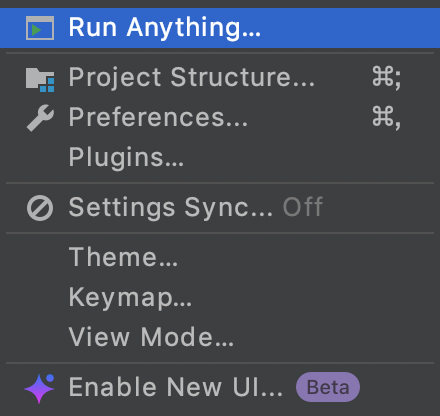 Run Anything...
Project Structure... ⌘;
Preferences... ⌘,
Plugins...
Settings Sync... Off
Theme...
Keymap...
View Mode...
Enable New UI... Beta